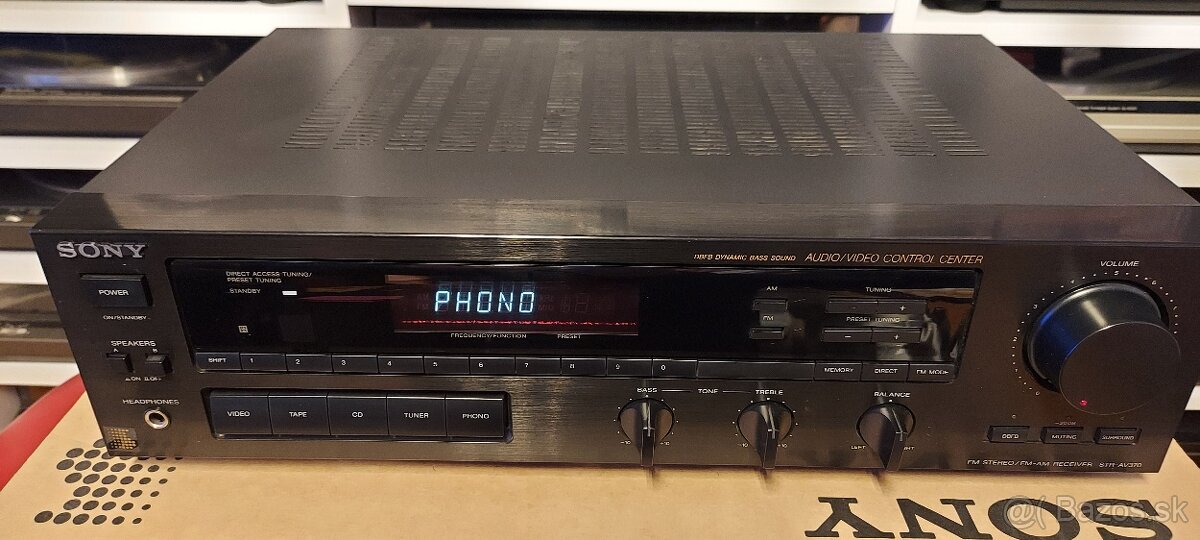 SONY
DBFB DYNAMIC BASS SOUND AUDIO/VIDEO CONTROL CENTER
VOLUME
POWER
ON/STANDBY
DIRECT ACCESS TUNING/
PRESET TUNING
STANDBY
PHONO
FREQUENCY/FUNCTION PRESET
AM
FM
TUNING
+
PRESET TUNING
- +
SPEAKERS
A B
HEADPHONES
SHIFT 1 2 3 4 5 6 7 8 9 0 MEMORY DIRECT FM MODE
VIDEO TAPE CD TUNER PHONO
BASS TONE TREBLE BALANCE
DBFB MUTING SURROUND
FM STEREO/FM-AM RECEIVER STR-AV370
SONY
Bazos.sk